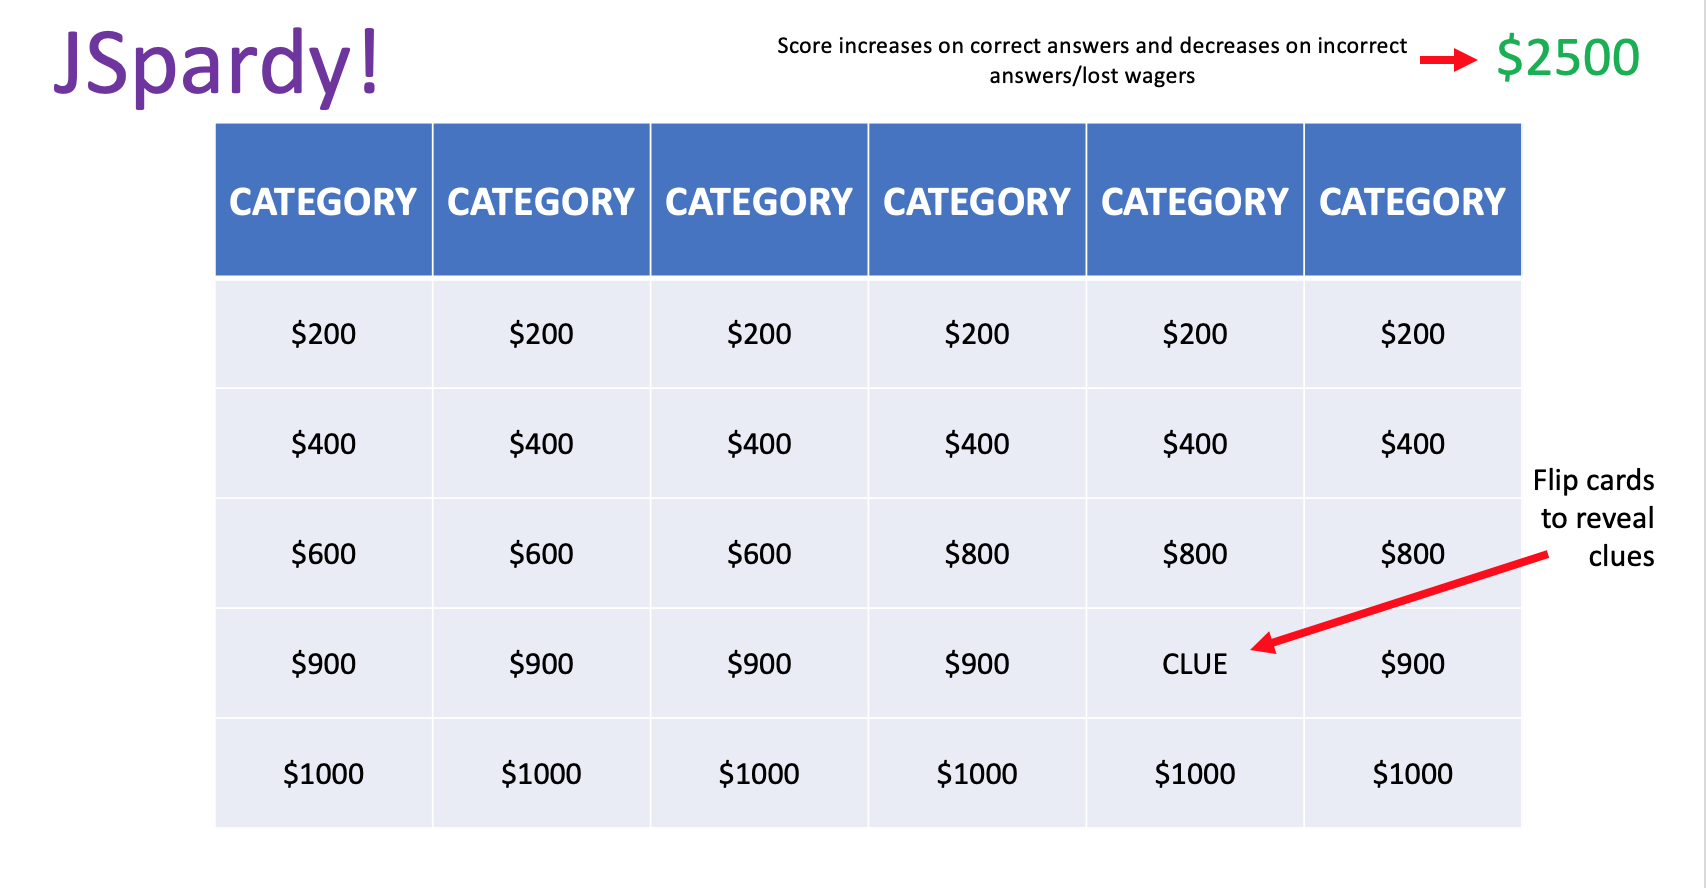 JSpardy!
Score increases on correct answers and decreases on incorrect
answers/lost wagers
$2500
CATEGORY CATEGORY CATEGORY CATEGORY CATEGORY CATEGORY
$200 $200 $200 $200 $200 $200
$400 $400 $400 $400 $400 $400
Flip cards
to reveal
clues
$600 $600 $600 $800 $800 $800
$900 $900 $900 $900 CLUE $900
$1000 $1000 $1000 $1000 $1000 $1000